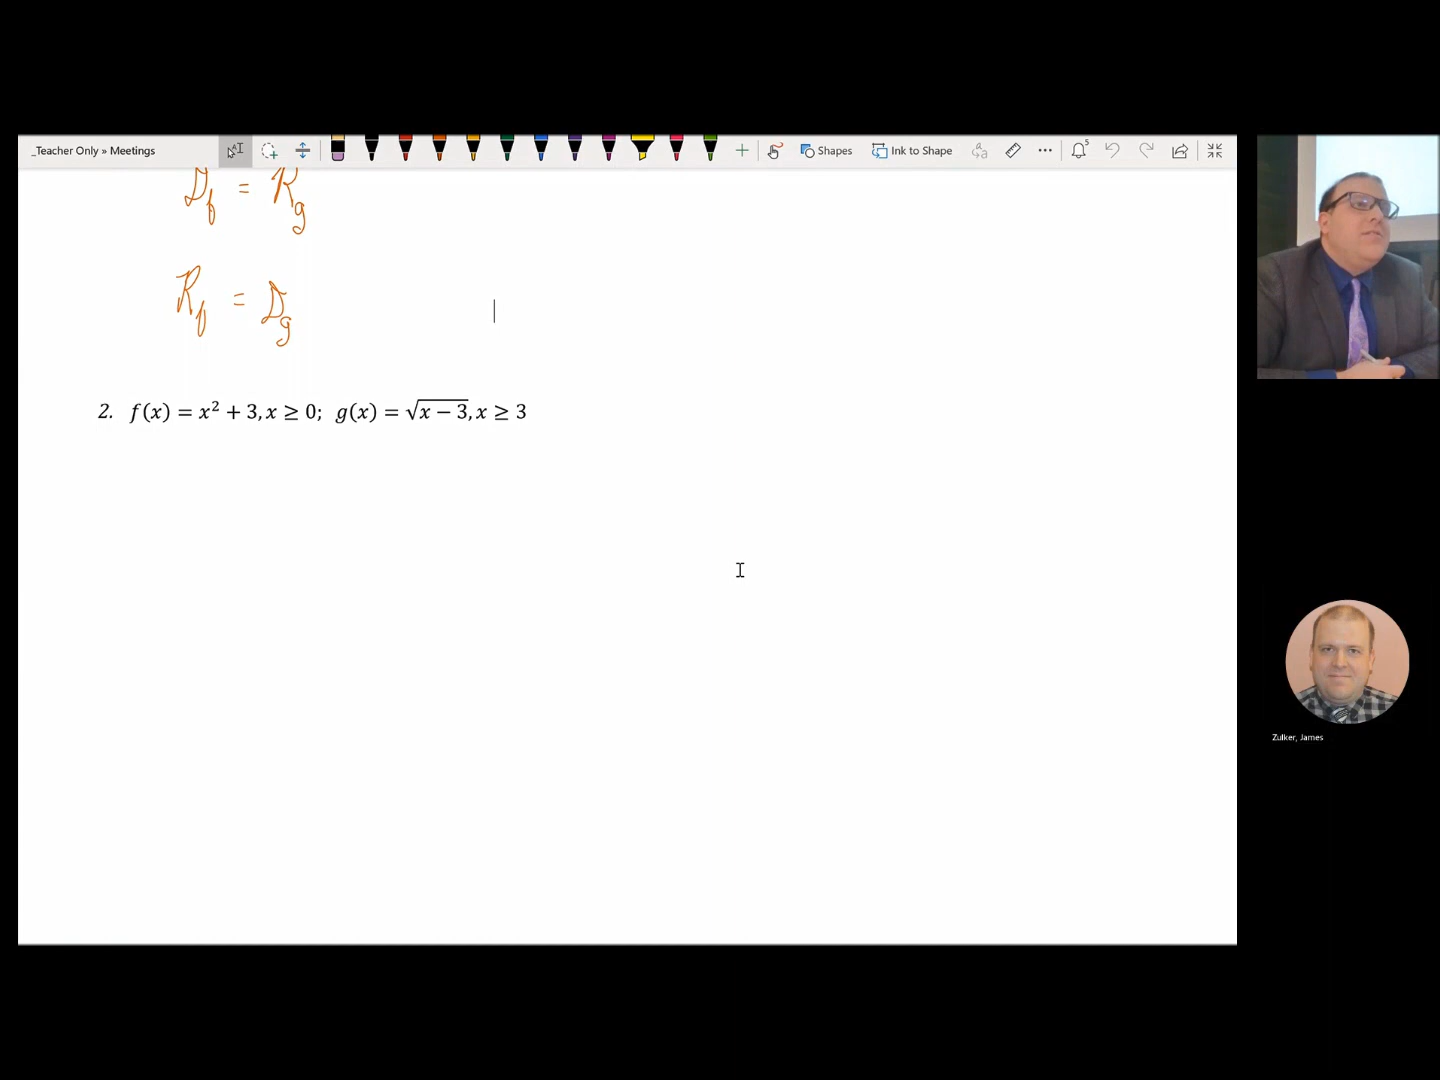 _Teacher Only » Meetings
Shapes
Ink to Shape
5
D_f = R_g
R_f = D_g
2. f(x) = x² + 3, x ≥ 0; g(x) = √(x − 3), x ≥ 3
Zulker, James